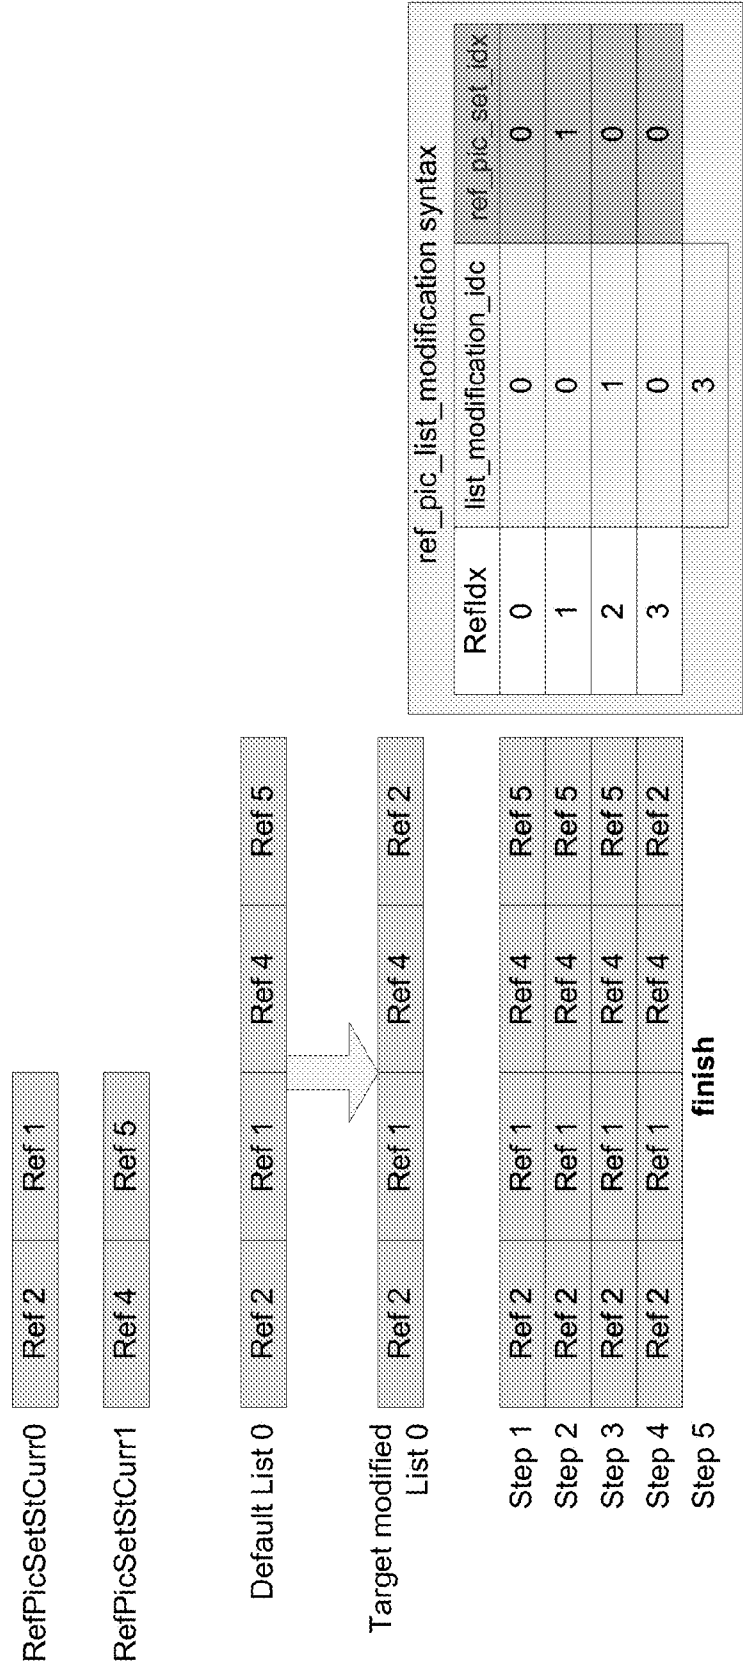 RefPicSetStCurr0 Ref 2 Ref 1
RefPicSetStCurr1 Ref 4 Ref 5
Default List 0 Ref 2 Ref 1 Ref 4 Ref 5
Target modified
List 0
Ref 2 Ref 1 Ref 4 Ref 2
Step 1 Ref 2 Ref 1 Ref 4 Ref 5
Step 2 Ref 2 Ref 1 Ref 4 Ref 5
Step 3 Ref 2 Ref 1 Ref 4 Ref 5
Step 4 Ref 2 Ref 1 Ref 4 Ref 2
Step 5 finish
ref_pic_list_modification syntax
RefIdx list_modification_idc ref_pic_set_idx
0 0 0
1 0 1
2 1 0
3 0 0
3